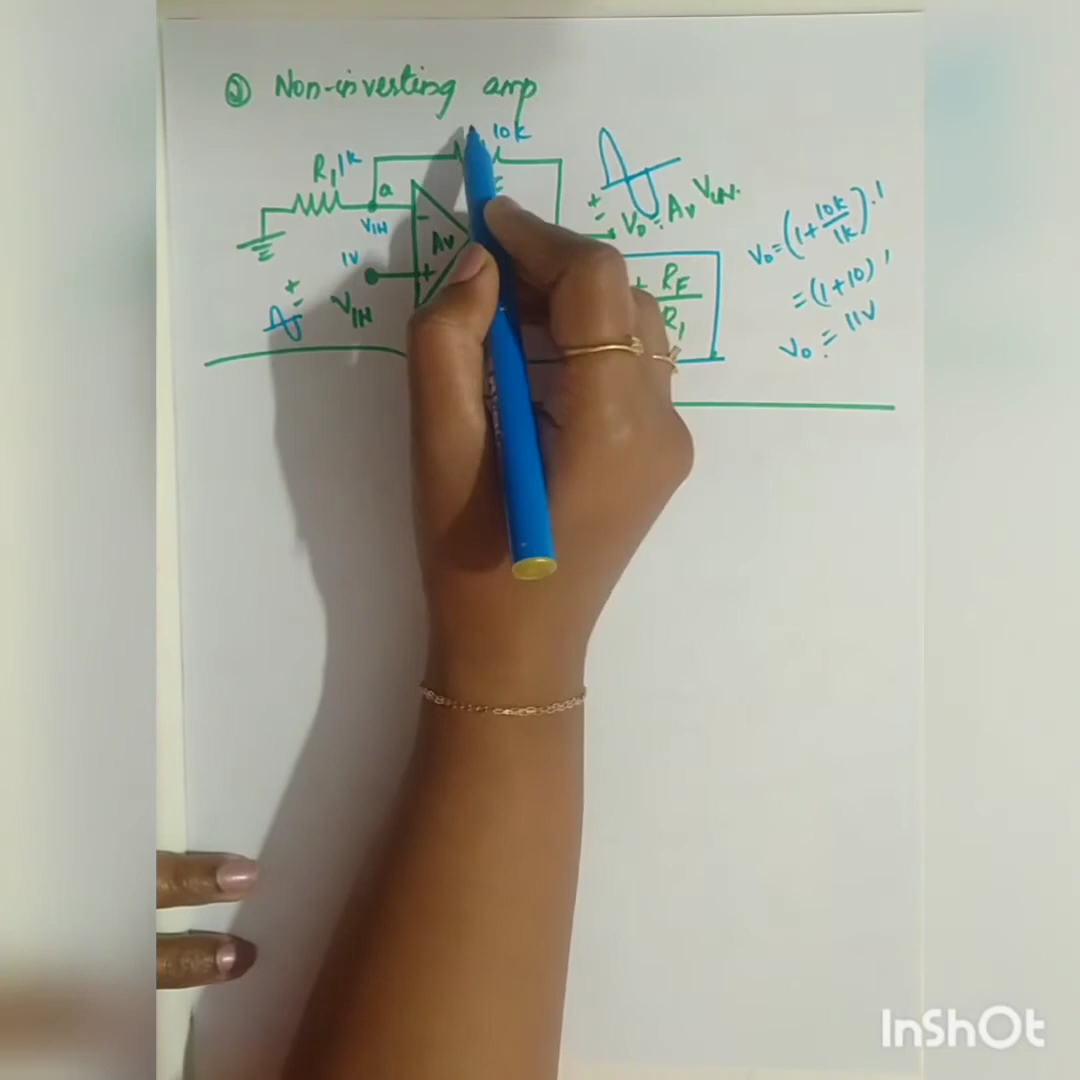 ② Non-inverting amp
10k
R₁ 1k
a
VIN
-
Av
1V
+
VIN
+
-
+
-
Vo = Av VIN.
+ RF
R₁
Vo = (1 + 10k/1k) . 1
= (1+10) 1
Vo = 11V
InShOt